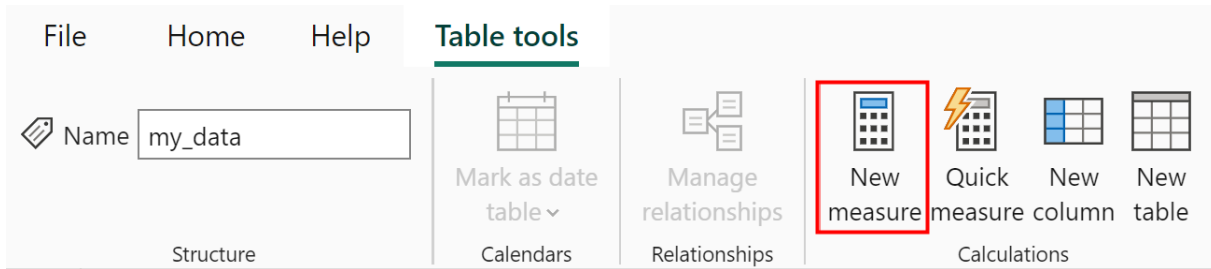 File Home Help Table tools
Name my_data
Mark as date table
Manage relationships
New measure
Quick measure
New column
New table
Structure Calendars Relationships Calculations